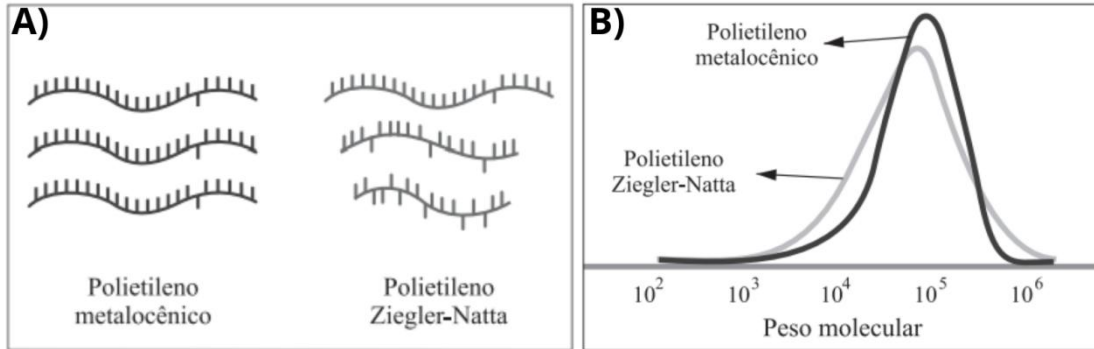 A)
Polietileno
metalocênico
Polietileno
Ziegler-Natta
B)
Polietileno
metalocênico
Polietileno
Ziegler-Natta
10² 10³ 10⁴ 10⁵ 10⁶
Peso molecular